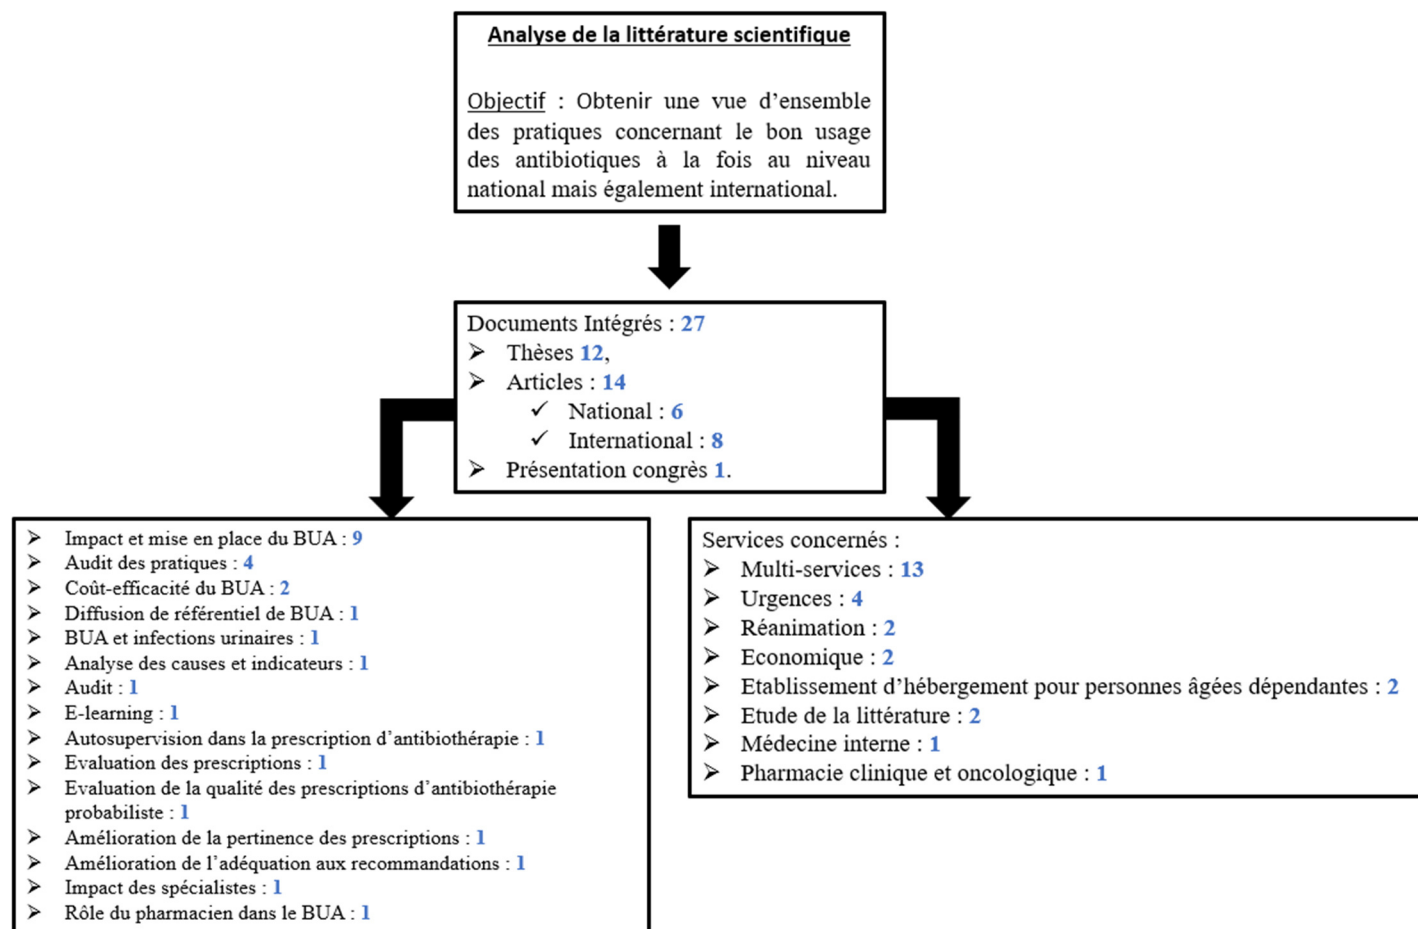 Analyse de la littérature scientifique
Objectif : Obtenir une vue d’ensemble
des pratiques concernant le bon usage
des antibiotiques à la fois au niveau
national mais également international.
Documents Intégrés : 27
➢ Thèses 12,
➢ Articles : 14
✓ National : 6
✓ International : 8
➢ Présentation congrès 1.
➢ Impact et mise en place du BUA : 9
➢ Audit des pratiques : 4
➢ Coût-efficacité du BUA : 2
➢ Diffusion de référentiel de BUA : 1
➢ BUA et infections urinaires : 1
➢ Analyse des causes et indicateurs : 1
➢ Audit : 1
➢ E-learning : 1
➢ Autosupervision dans la prescription d’antibiothérapie : 1
➢ Evaluation des prescriptions : 1
➢ Evaluation de la qualité des prescriptions d’antibiothérapie
probabiliste : 1
➢ Amélioration de la pertinence des prescriptions : 1
➢ Amélioration de l’adéquation aux recommandations : 1
➢ Impact des spécialistes : 1
➢ Rôle du pharmacien dans le BUA : 1
Services concernés :
➢ Multi-services : 13
➢ Urgences : 4
➢ Réanimation : 2
➢ Economique : 2
➢ Etablissement d’hébergement pour personnes âgées dépendantes : 2
➢ Etude de la littérature : 2
➢ Médecine interne : 1
➢ Pharmacie clinique et oncologique : 1